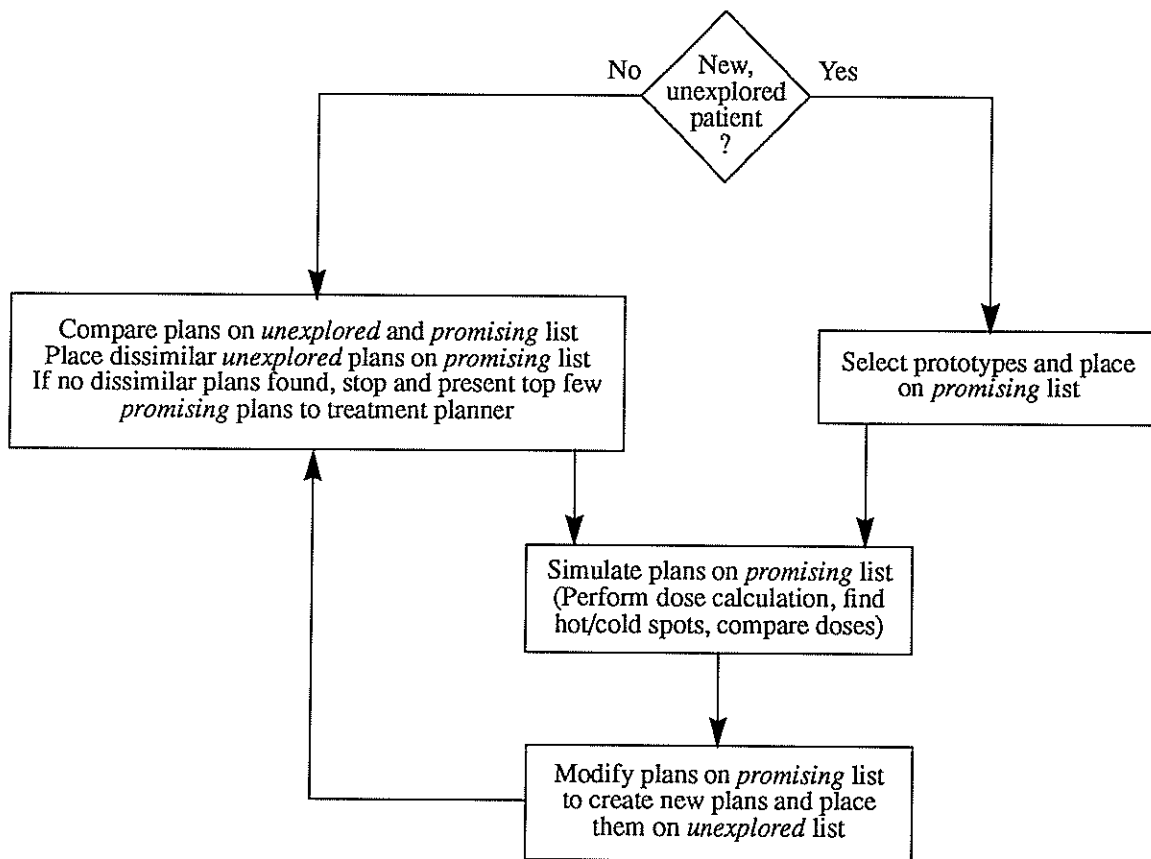 No
New,
unexplored
patient
?
Yes
Compare plans on unexplored and promising list
Place dissimilar unexplored plans on promising list
If no dissimilar plans found, stop and present top few
promising plans to treatment planner
Select prototypes and place
on promising list
Simulate plans on promising list
(Perform dose calculation, find
hot/cold spots, compare doses)
Modify plans on promising list
to create new plans and place
them on unexplored list